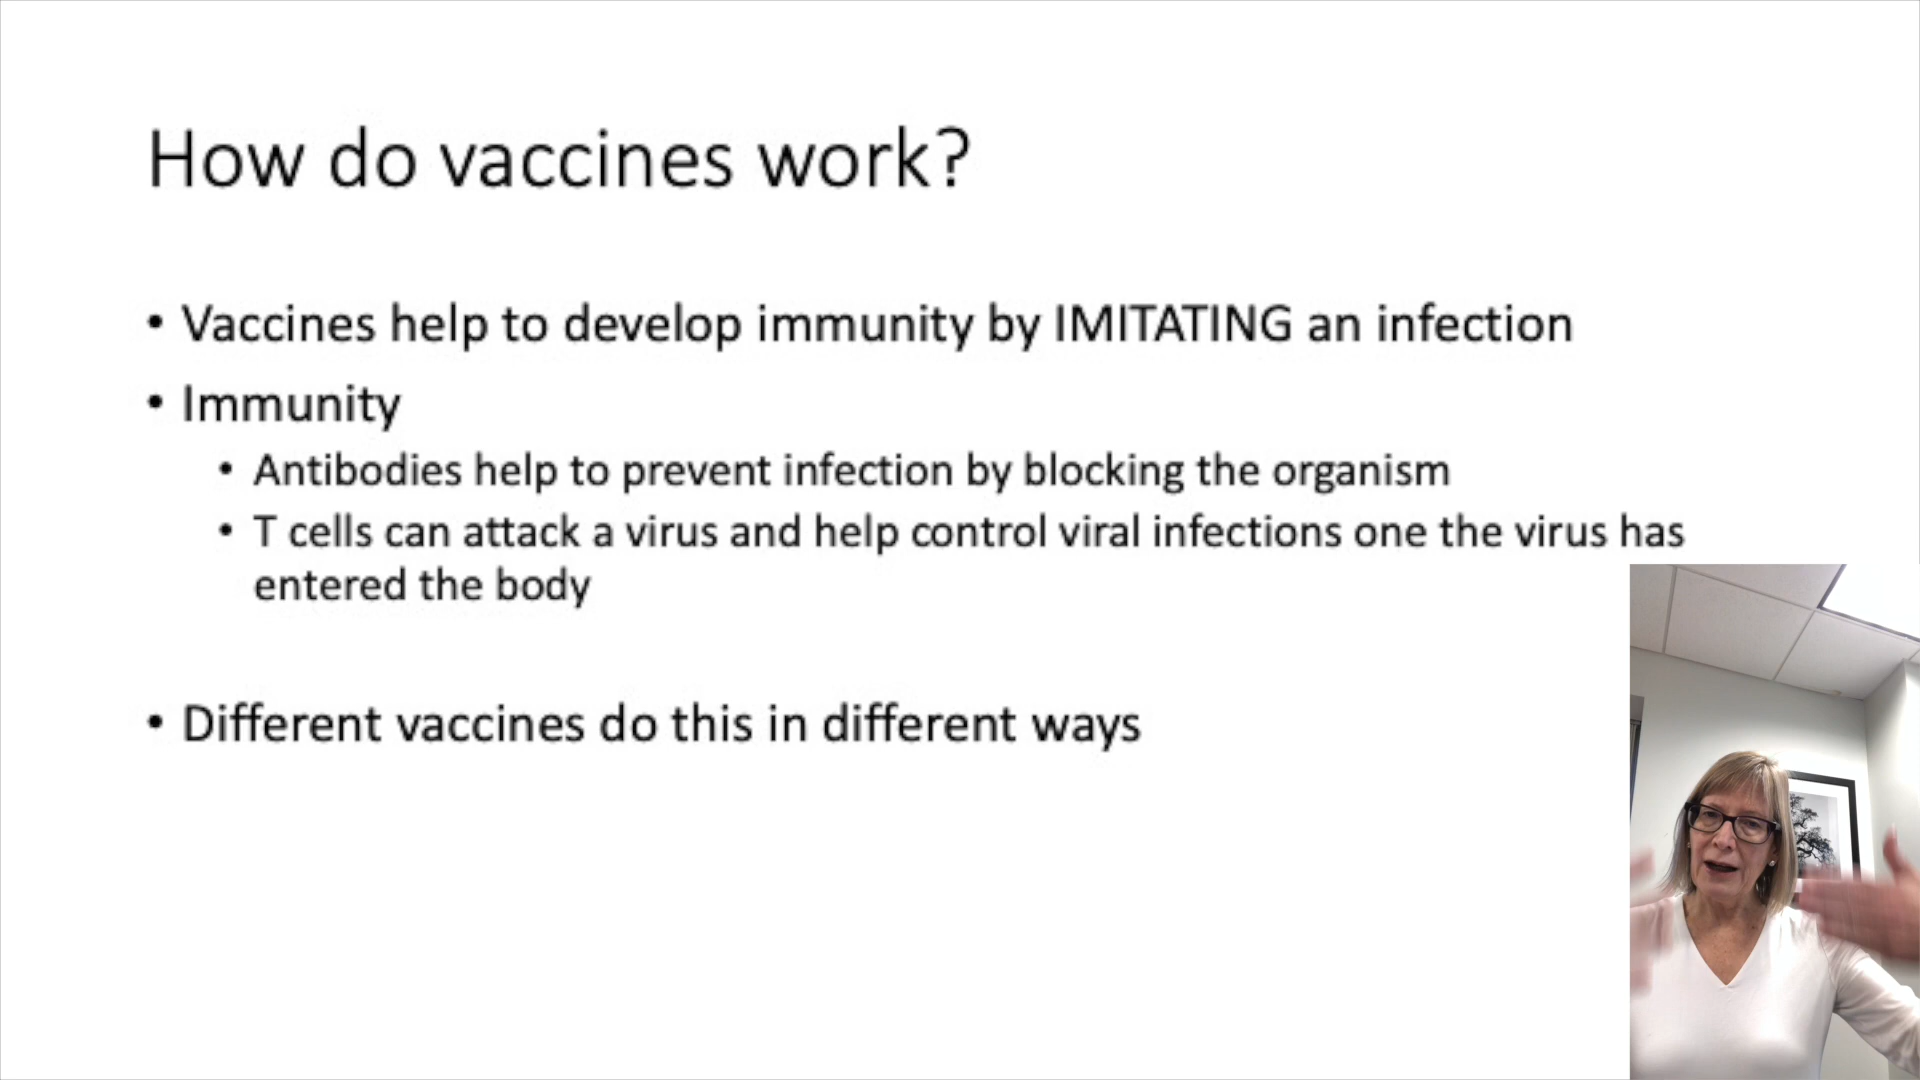 How do vaccines work?
• Vaccines help to develop immunity by IMITATING an infection
• Immunity
• Antibodies help to prevent infection by blocking the organism
• T cells can attack a virus and help control viral infections one the virus has
entered the body
• Different vaccines do this in different ways